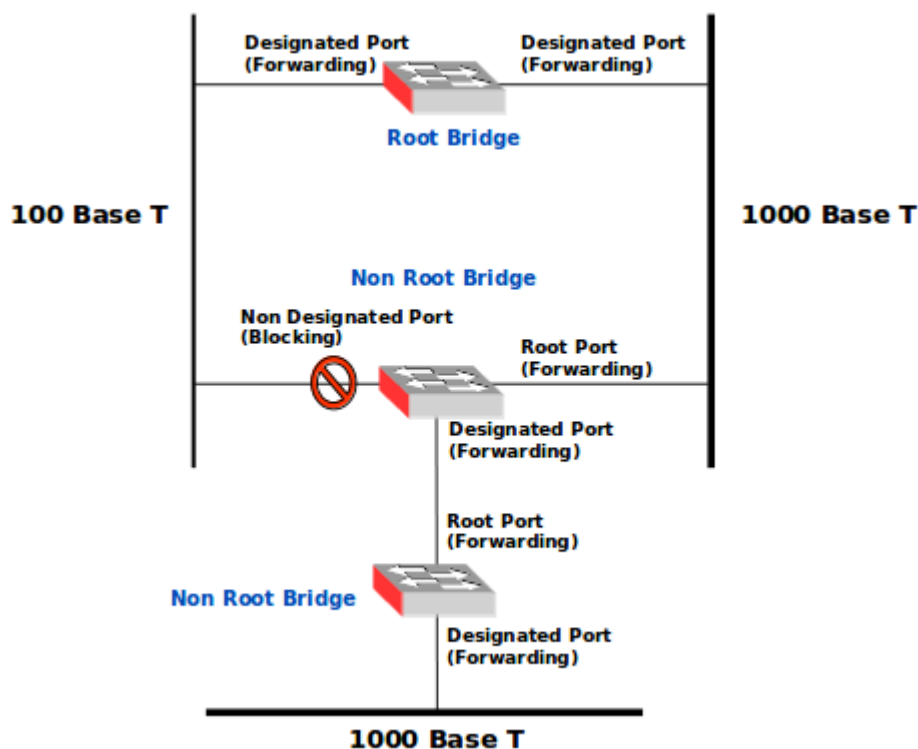 Designated Port
(Forwarding)
Designated Port
(Forwarding)
Root Bridge
100 Base T
1000 Base T
Non Root Bridge
Non Designated Port
(Blocking)
Root Port
(Forwarding)
Designated Port
(Forwarding)
Root Port
(Forwarding)
Non Root Bridge
Designated Port
(Forwarding)
1000 Base T